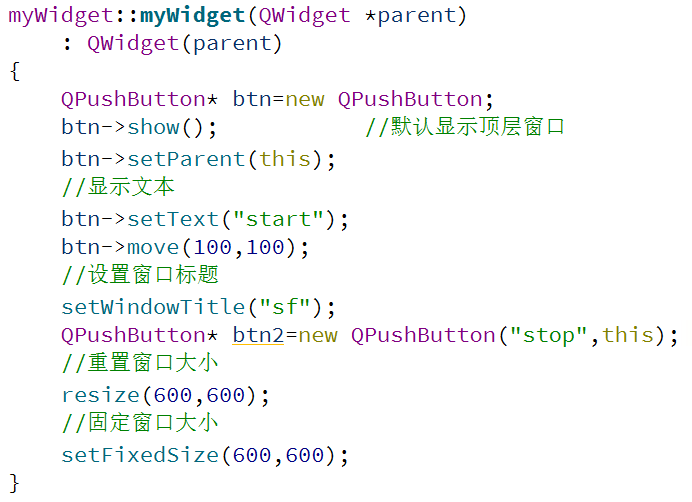 myWidget::myWidget(QWidget *parent)
    : QWidget(parent)
{
    QPushButton* btn=new QPushButton;
    btn->show();           //默认显示顶层窗口
    btn->setParent(this);
    //显示文本
    btn->setText("start");
    btn->move(100,100);
    //设置窗口标题
    setWindowTitle("sf");
    QPushButton* btn2=new QPushButton("stop",this);
    //重置窗口大小
    resize(600,600);
    //固定窗口大小
    setFixedSize(600,600);
}